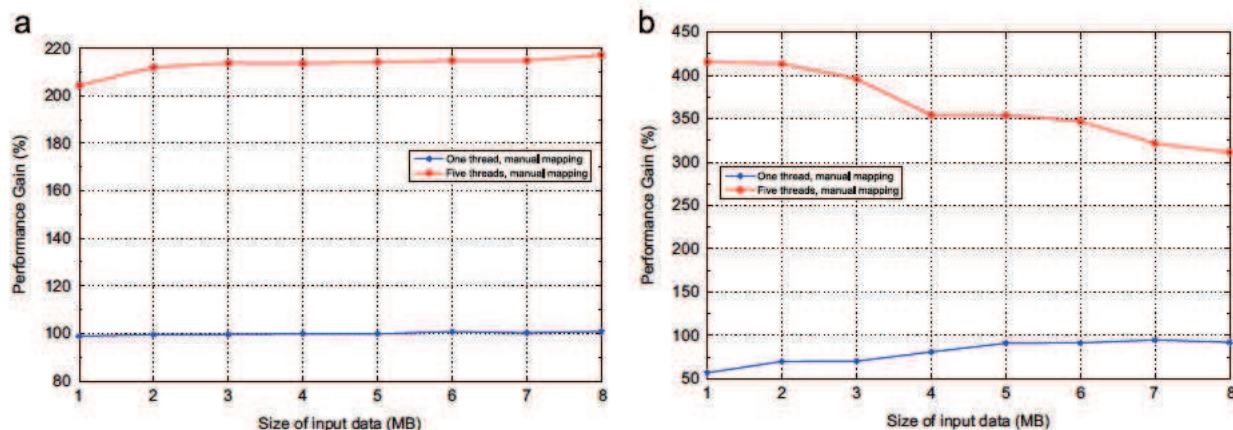 a
220
200
180
160
140
120
100
80
Performance Gain (%)
One thread, manual mapping
Five threads, manual mapping
1 2 3 4 5 6 7 8
Size of input data (MB)
b
450
400
350
300
250
200
150
100
50
Performance Gain (%)
One thread, manual mapping
Five threads, manual mapping
1 2 3 4 5 6 7 8
Size of input data (MB)